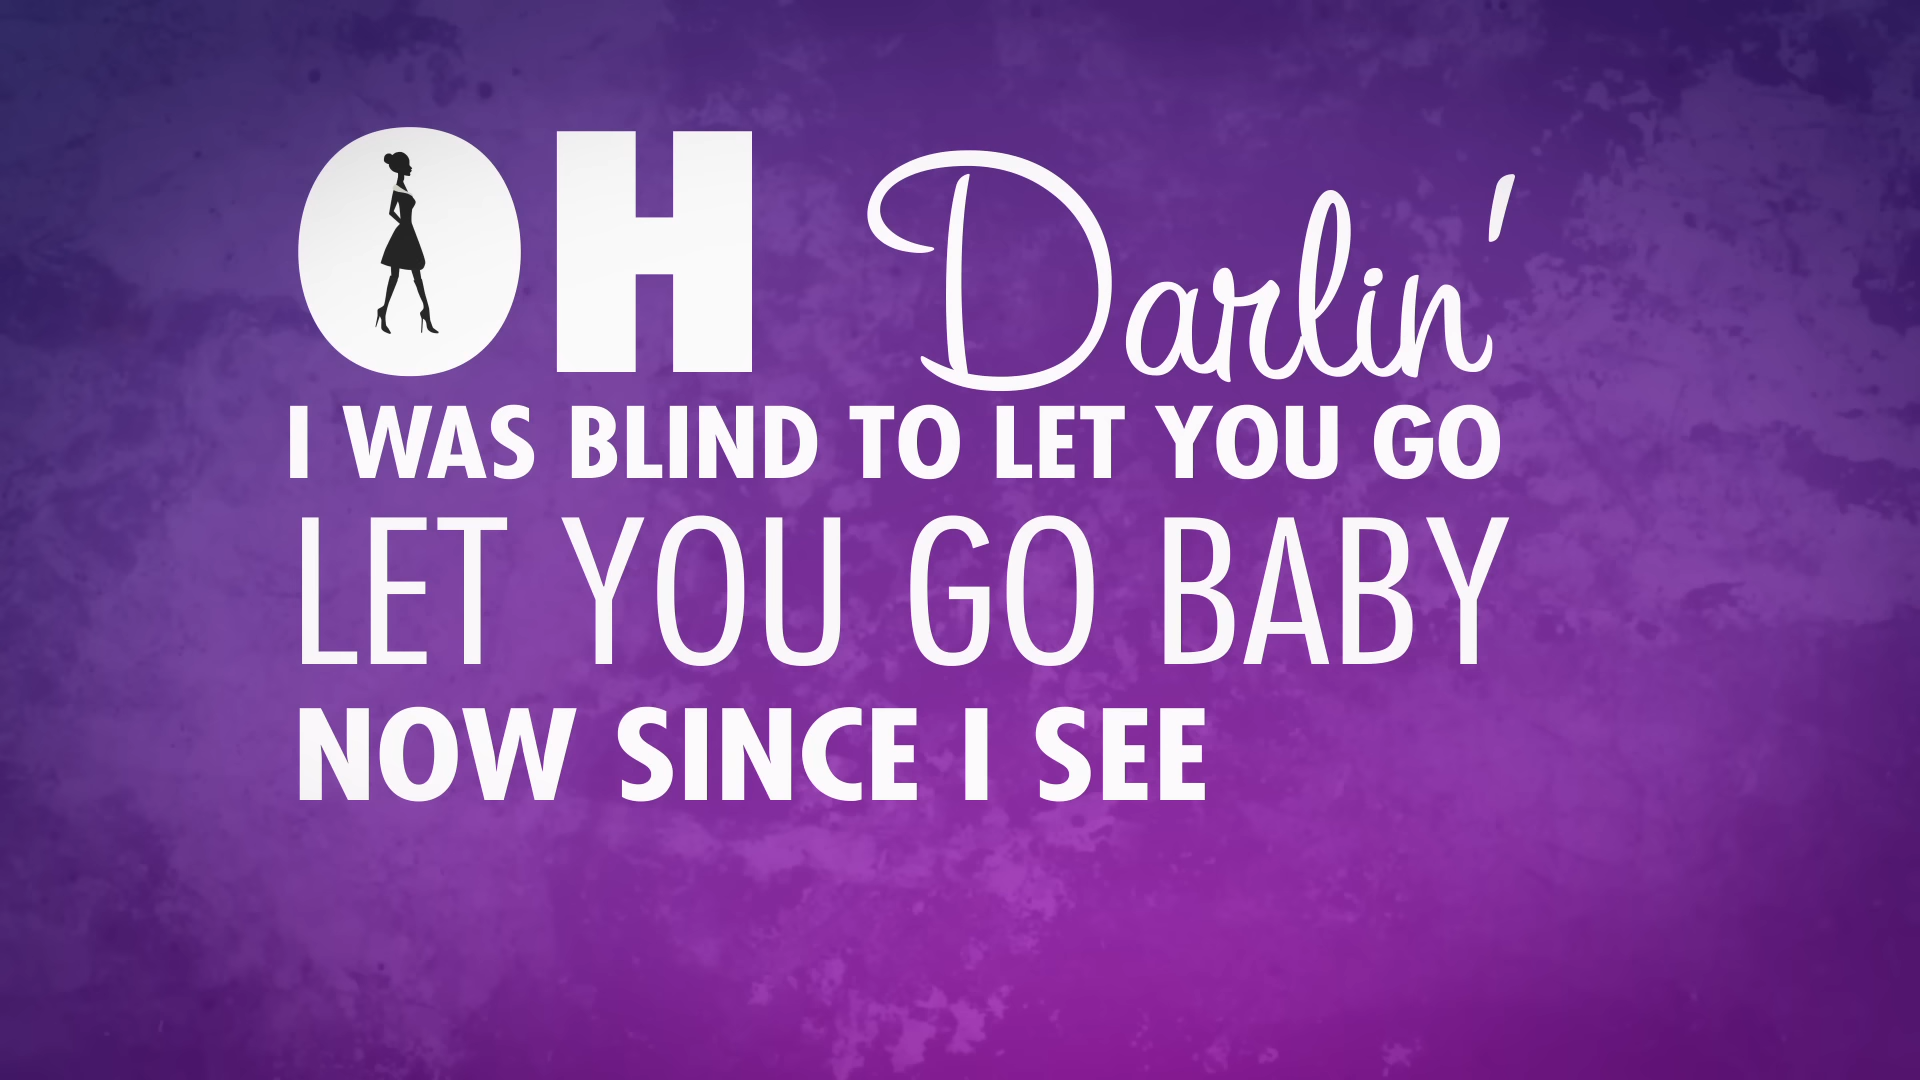 OH Darlin'
I WAS BLIND TO LET YOU GO
LET YOU GO BABY
NOW SINCE I SEE